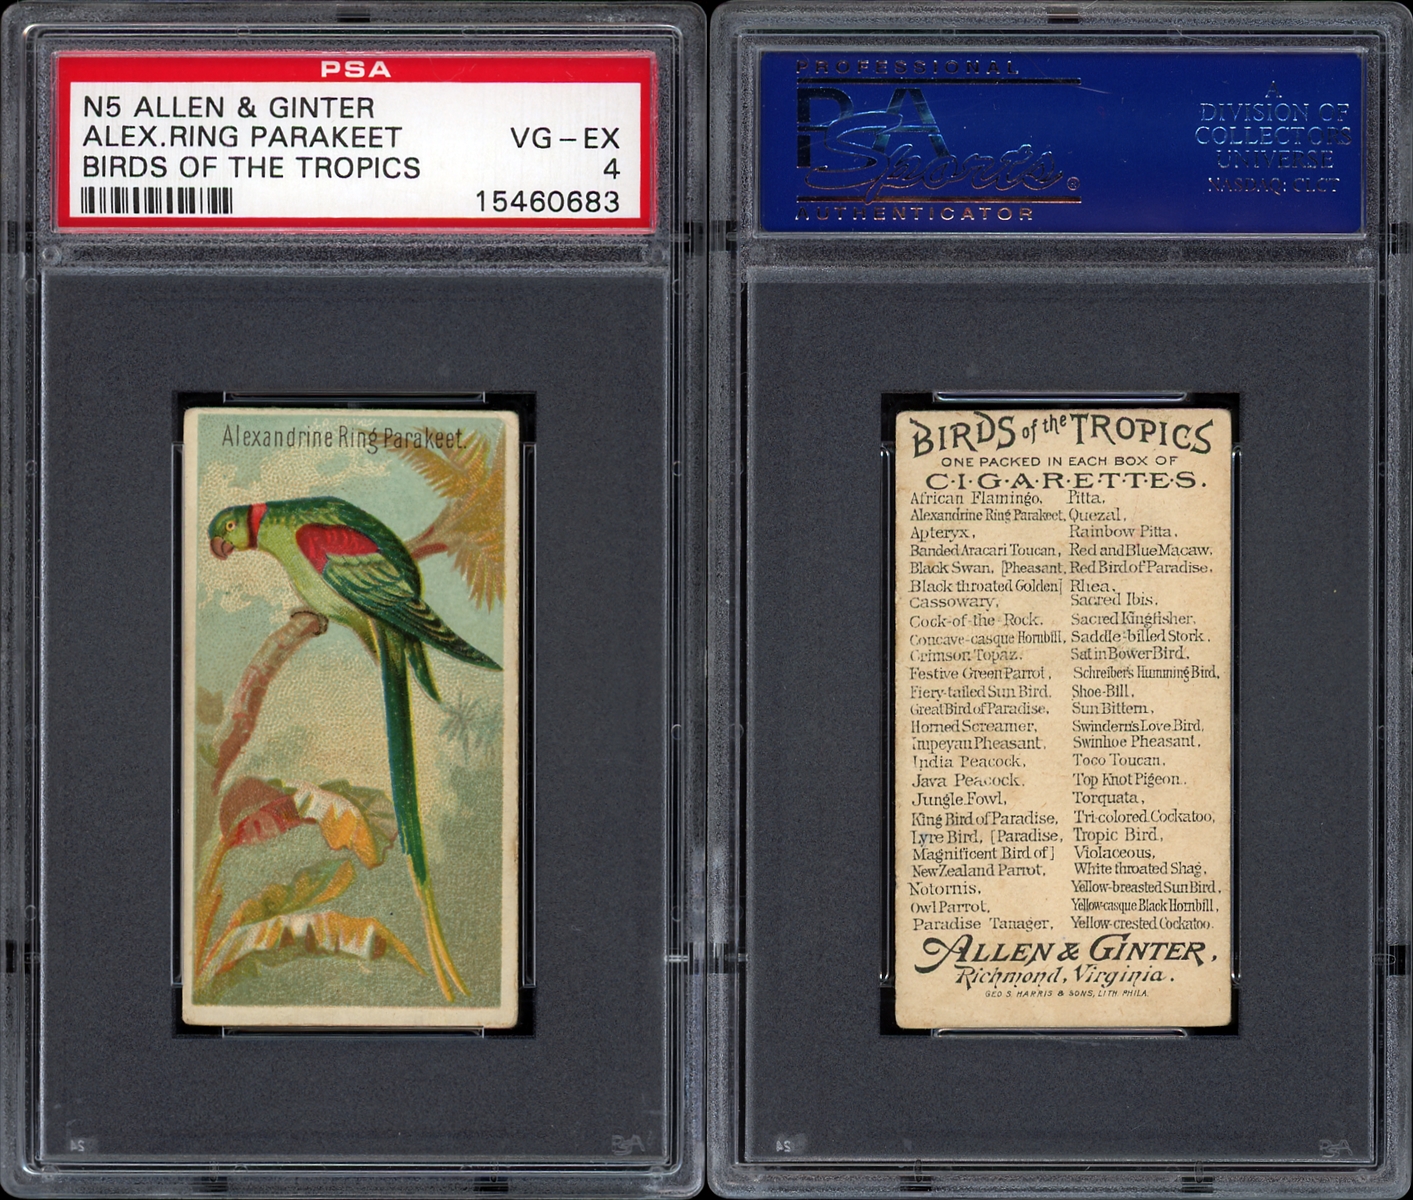 PSA
N5 ALLEN & GINTER
ALEX.RING PARAKEET VG-EX
BIRDS OF THE TROPICS 4
15460683
Alexandrine Ring Parakeet.
PROFESSIONAL
PSA
Sports
AUTHENTICATOR
A
DIVISION OF
COLLECTORS
UNIVERSE
NASDAQ: CLCT
BIRDS of the TROPICS
ONE PACKED IN EACH BOX OF
C·I·G·A·R·E·T·T·E·S.
African Flamingo, Pitta,
Alexandrine Ring Parakeet, Quezal,
Apteryx, Rainbow Pitta,
Banded Aracari Toucan, Red and Blue Macaw,
Black Swan, [Pheasant, Red Bird of Paradise,
Black throated Golden] Rhea,
Cassowary, Sacred Ibis,
Cock-of-the-Rock. Sacred Kingfisher,
Concave-casque Hornbill, Saddle-billed Stork,
Crimson Topaz. Satin Bower Bird,
Festive Green Parrot, Schreiber's Humming Bird,
Fiery-tailed Sun Bird, Shoe-Bill,
Great Bird of Paradise, Sun Bittern,
Horned Screamer, Swindern's Love Bird,
Impeyan Pheasant, Swinhoe Pheasant,
India Peacock, Toco Toucan,
Java Peacock, Top Knot Pigeon,
Jungle Fowl, Torquata,
King Bird of Paradise, Tri-colored Cockatoo,
Lyre Bird, [Paradise, Tropic Bird,
Magnificent Bird of] Violaceous,
New Zealand Parrot, White throated Shag,
Notornis, Yellow-breasted Sun Bird,
Owl Parrot, Yellow-casque Black Hornbill,
Paradise Tanager, Yellow-crested Cockatoo.
ALLEN & GINTER,
Richmond, Virginia.
GEO. S. HARRIS & SONS, LITH. PHILA.
24
24